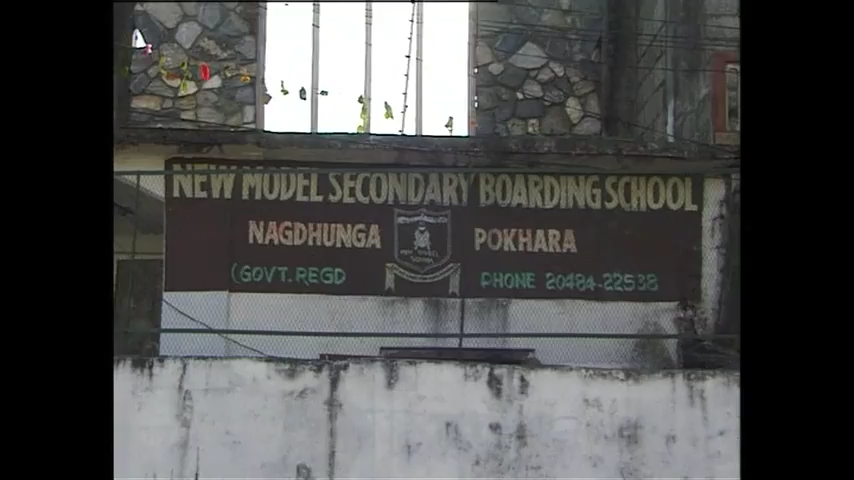 NEW MODEL SECONDARY BOARDING SCHOOL
NAGDHUNGA POKHARA
(GOVT.REGD PHONE 20484-22538